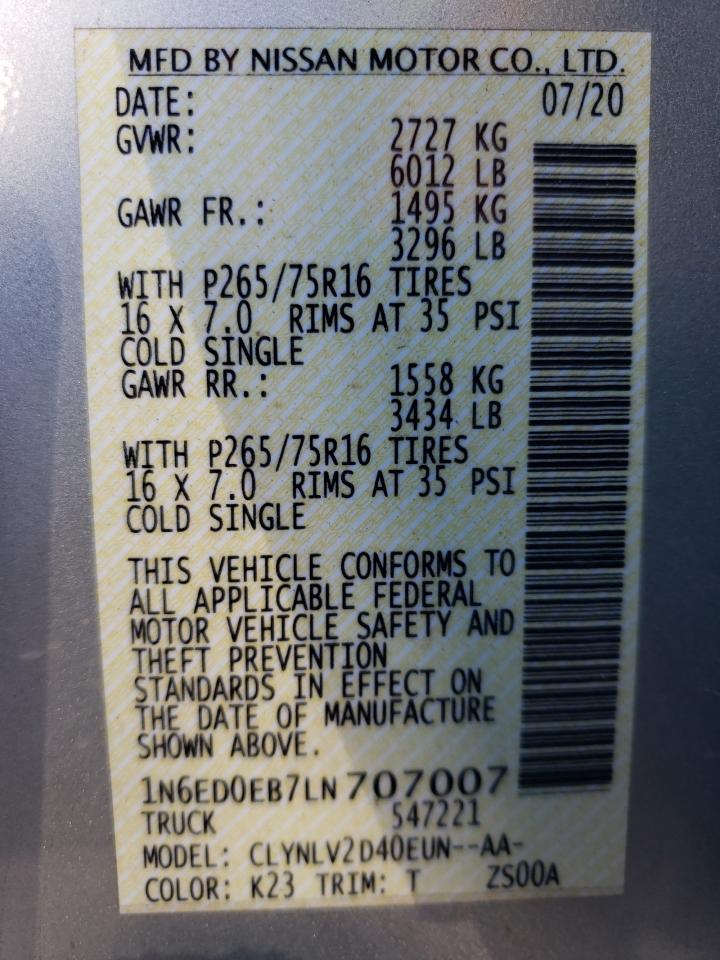 MFD BY NISSAN MOTOR CO., LTD.
DATE: 07/20
GVWR: 2727 KG
6012 LB
GAWR FR.: 1495 KG
3296 LB
WITH P265/75R16 TIRES
16 X 7.0 RIMS AT 35 PSI
COLD SINGLE
GAWR RR.: 1558 KG
3434 LB
WITH P265/75R16 TIRES
16 X 7.0 RIMS AT 35 PSI
COLD SINGLE
THIS VEHICLE CONFORMS TO
ALL APPLICABLE FEDERAL
MOTOR VEHICLE SAFETY AND
THEFT PREVENTION
STANDARDS IN EFFECT ON
THE DATE OF MANUFACTURE
SHOWN ABOVE.
1N6ED0EB7LN707007
TRUCK 547221
MODEL: CLYNLV2D40EUN--AA-
COLOR: K23 TRIM: T ZS00A